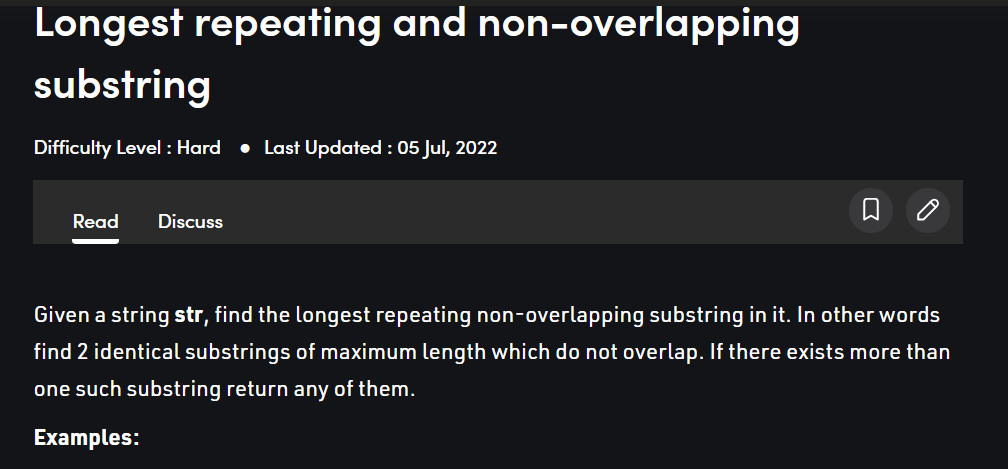 Longest repeating and non-overlapping
substring
Difficulty Level : Hard ● Last Updated : 05 Jul, 2022
Read Discuss
Given a string str, find the longest repeating non-overlapping substring in it. In other words
find 2 identical substrings of maximum length which do not overlap. If there exists more than
one such substring return any of them.
Examples: